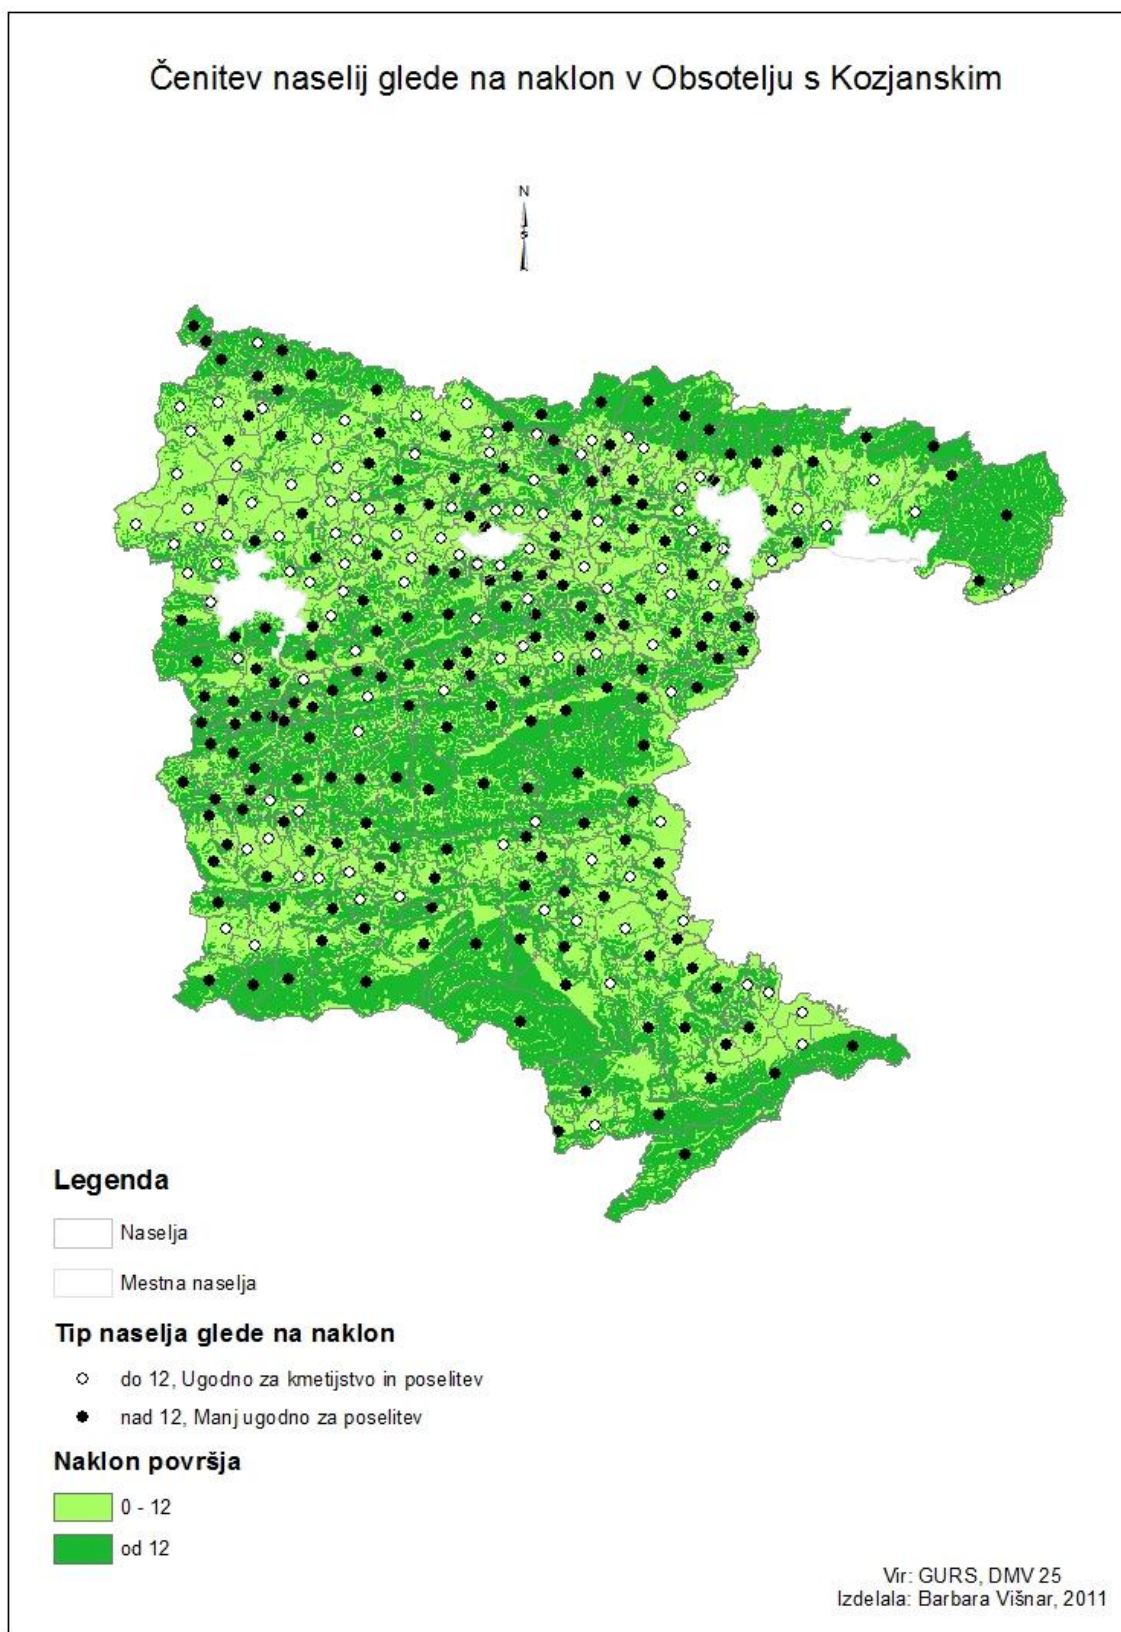 Čenitev naselij glede na naklon v Obsotelju s Kozjanskim
N
S
Legenda
Naselja
Mestna naselja
Tip naselja glede na naklon
do 12, Ugodno za kmetijstvo in poselitev
nad 12, Manj ugodno za poselitev
Naklon površja
0 - 12
od 12
Vir: GURS, DMV 25
Izdelala: Barbara Višnar, 2011